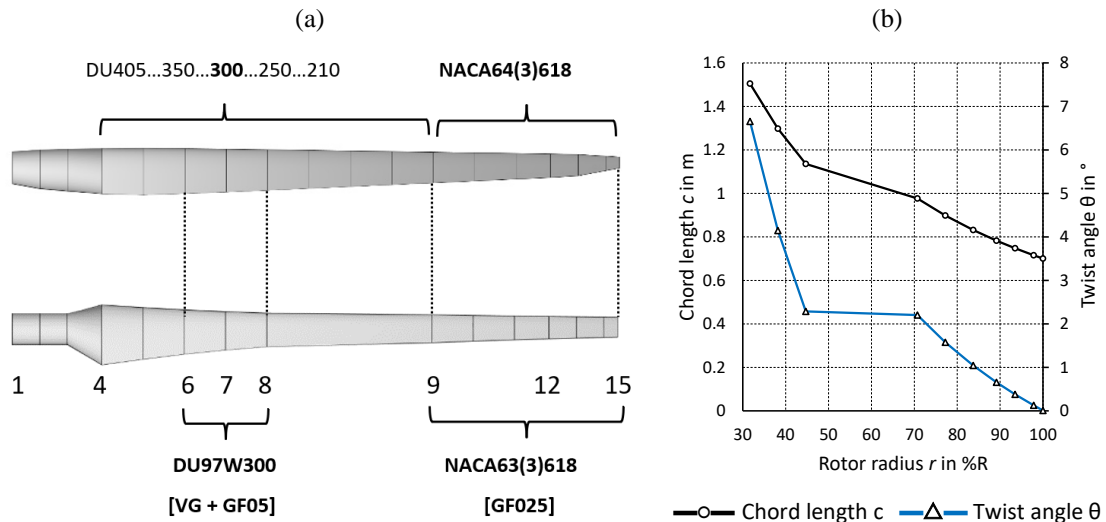 (a)
DU405...350...300...250...210
NACA64(3)618
1 4 6 7 8 9 12 15
DU97W300
NACA63(3)618
[VG + GF05]
[GF025]
(b)
Chord length c in m
1.6
1.4
1.2
1
0.8
0.6
0.4
0.2
0
8
7
6
5
4
3
2
1
0
Twist angle θ in °
30 40 50 60 70 80 90 100
Rotor radius r in %R
Chord length c
Twist angle θ